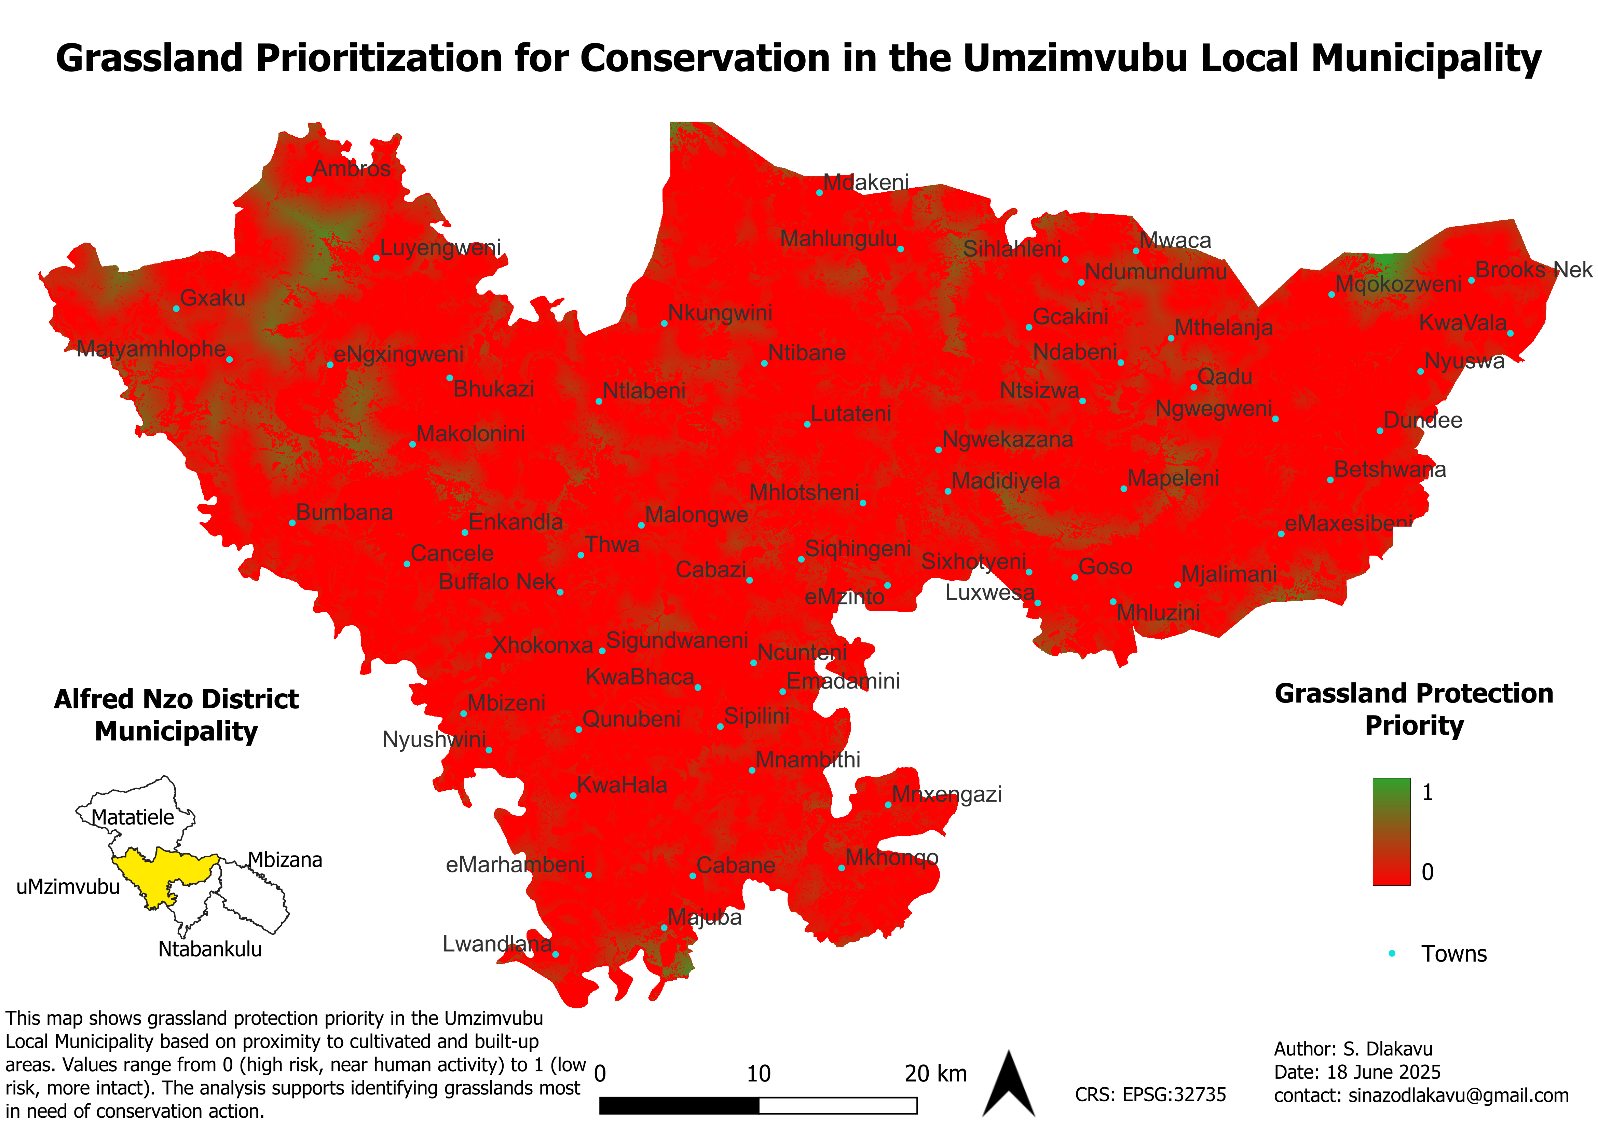 Grassland Prioritization for Conservation in the Umzimvubu Local Municipality
Ambros
Mdakeni
Luyengweni
Mahlungulu
Sihlahleni
Mwaca
Ndumundumu
Brooks Nek
Mqokozweni
Gxaku
Nkungwini
Gcakini
Mthelanja
KwaVala
Matyamhlophe
eNgxingweni
Ntibane
Ndabeni
Nyuswa
Bhukazi
Ntlabeni
Ntsizwa
Qadu
Ngwegweni
Lutateni
Dundee
Makolonini
Ngwekazana
Betshwana
Mhlotsheni
Madidiyela
Mapeleni
Bumbana
Enkandla
Malongwe
eMaxesibeni
Cancele
Thwa
Siqhingeni
Sixhotyeni
Goso
Buffalo Nek
Cabazi
eMzinto
Luxwesa
Mjalimani
Mhluzini
Xhokonxa
Sigundwaneni
Ncunteni
KwaBhaca
Emadamini
Mbizeni
Qunubeni
Sipilini
Nyushwini
Mnambithi
KwaHala
Mnxengazi
eMarhambeni
Cabane
Mkhonqo
Majuba
Lwandlana
Alfred Nzo District
Municipality
Matatiele
Mbizana
uMzimvubu
Ntabankulu
Grassland Protection
Priority
1
0
Towns
This map shows grassland protection priority in the Umzimvubu
Local Municipality based on proximity to cultivated and built-up
areas. Values range from 0 (high risk, near human activity) to 1 (low
risk, more intact). The analysis supports identifying grasslands most
in need of conservation action.
0 10 20 km
CRS: EPSG:32735
Author: S. Dlakavu
Date: 18 June 2025
contact: sinazodlakavu@gmail.com